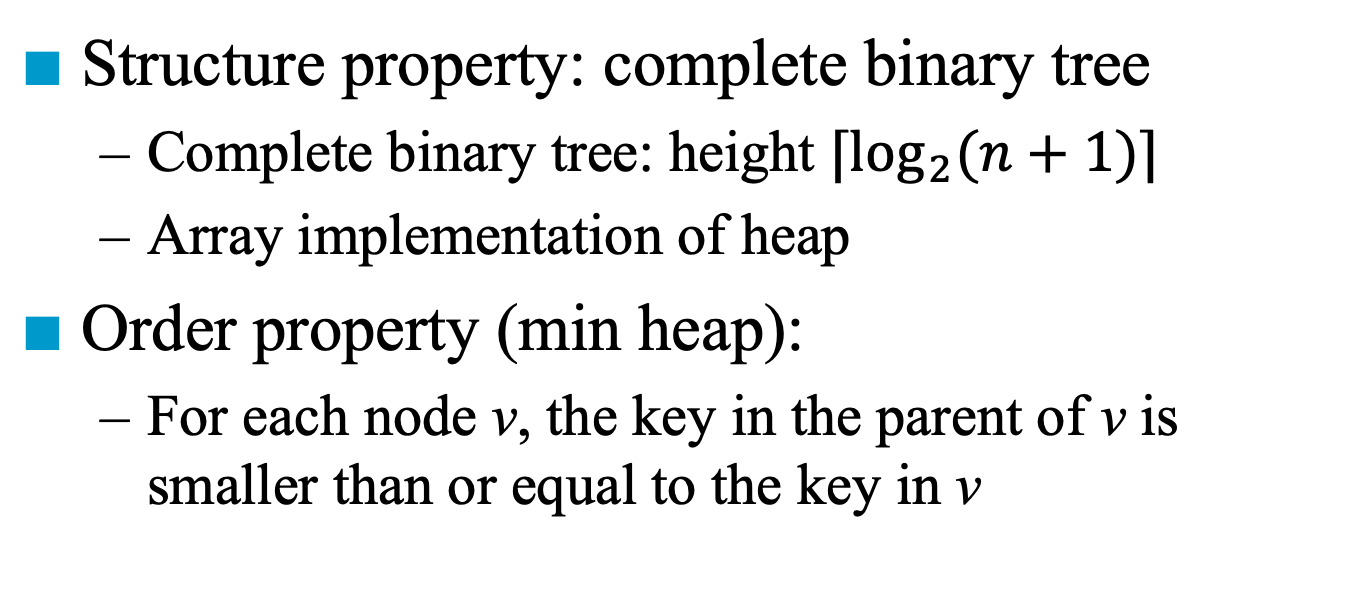 Structure property: complete binary tree
– Complete binary tree: height ⌈log₂(n + 1)⌉
– Array implementation of heap
Order property (min heap):
– For each node v, the key in the parent of v is
smaller than or equal to the key in v